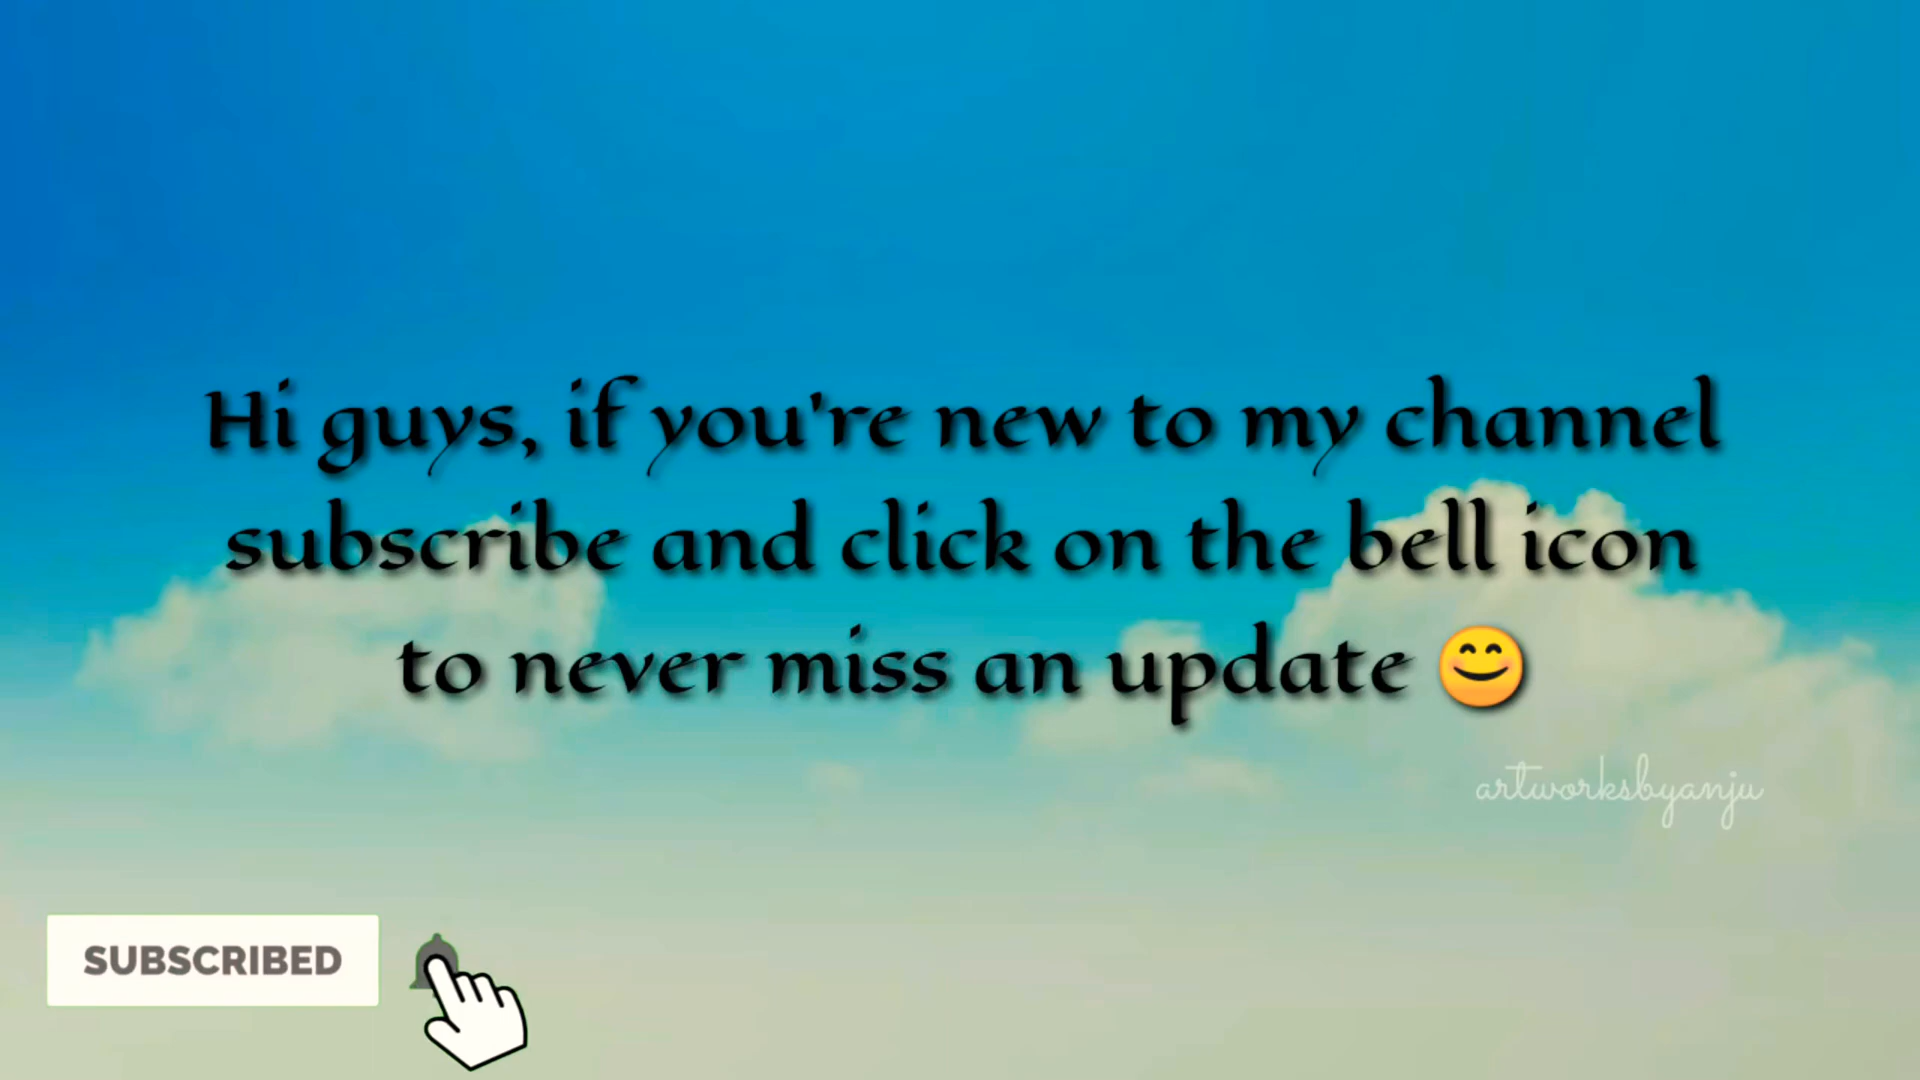 Hi guys, if you're new to my channel
subscribe and click on the bell icon
to never miss an update 😊
artworksbyanju
SUBSCRIBED